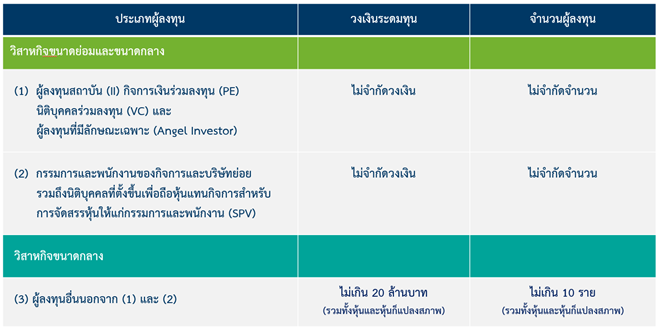 ประเภทผู้ลงทุน วงเงินระดมทุน จำนวนผู้ลงทุน
วิสาหกิจขนาดย่อมและขนาดกลาง
(1) ผู้ลงทุนสถาบัน (II) กิจการเงินร่วมลงทุน (PE) ไม่จำกัดวงเงิน ไม่จำกัดจำนวน
นิติบุคคลร่วมลงทุน (VC) และ
ผู้ลงทุนที่มีลักษณะเฉพาะ (Angel Investor)
(2) กรรมการและพนักงานของกิจการและบริษัทย่อย ไม่จำกัดวงเงิน ไม่จำกัดจำนวน
รวมถึงนิติบุคคลที่ตั้งขึ้นเพื่อถือหุ้นแทนกิจการสำหรับ
การจัดสรรหุ้นให้แก่กรรมการและพนักงาน (SPV)
วิสาหกิจขนาดกลาง
(3) ผู้ลงทุนอื่นนอกจาก (1) และ (2) ไม่เกิน 20 ล้านบาท ไม่เกิน 10 ราย
(รวมทั้งหุ้นและหุ้นกู้แปลงสภาพ) (รวมทั้งหุ้นและหุ้นกู้แปลงสภาพ)